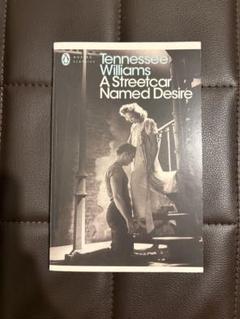 Tennessee
Williams
A Streetcar
Named Desire